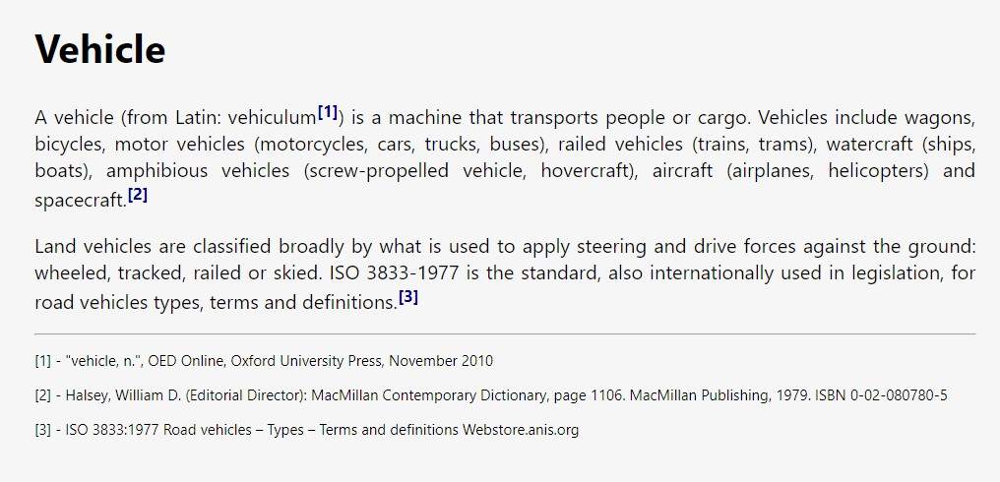 Vehicle
A vehicle (from Latin: vehiculum[1]) is a machine that transports people or cargo. Vehicles include wagons,
bicycles, motor vehicles (motorcycles, cars, trucks, buses), railed vehicles (trains, trams), watercraft (ships,
boats), amphibious vehicles (screw-propelled vehicle, hovercraft), aircraft (airplanes, helicopters) and
spacecraft.[2]
Land vehicles are classified broadly by what is used to apply steering and drive forces against the ground:
wheeled, tracked, railed or skied. ISO 3833-1977 is the standard, also internationally used in legislation, for
road vehicles types, terms and definitions.[3]
[1] - "vehicle, n.", OED Online, Oxford University Press, November 2010
[2] - Halsey, William D. (Editorial Director): MacMillan Contemporary Dictionary, page 1106. MacMillan Publishing, 1979. ISBN 0-02-080780-5
[3] - ISO 3833:1977 Road vehicles – Types – Terms and definitions Webstore.anis.org